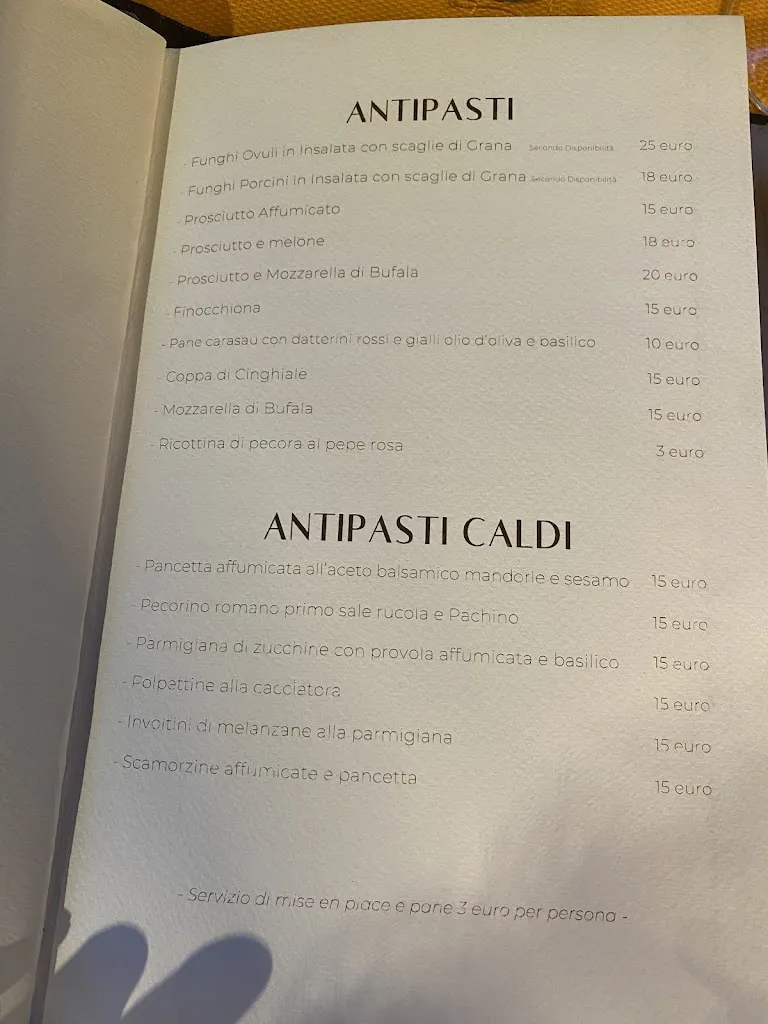 ANTIPASTI
- Funghi Ovuli in Insalata con scaglie di Grana Secondo Disponibilità 25 euro
- Funghi Porcini in Insalata con scaglie di Grana Secondo Disponibilità 18 euro
- Prosciutto Affumicato 15 euro
- Prosciutto e melone 18 euro
- Prosciutto e Mozzarella di Bufala 20 euro
- Finocchiona 15 euro
- Pane carasau con datterini rossi e gialli olio d'oliva e basilico 10 euro
- Coppa di Cinghiale 15 euro
- Mozzarella di Bufala 15 euro
- Ricottina di pecora al pepe rosa 3 euro
ANTIPASTI CALDI
- Pancetta affumicata all'aceto balsamico mandorle e sesamo 15 euro
- Pecorino romano primo sale rucola e Pachino 15 euro
- Parmigiana di zucchine con provola affumicata e basilico 15 euro
- Polpettine alla cacciatora 15 euro
- Involtini di melanzane alla parmigiana 15 euro
- Scamorzine affumicate e pancetta 15 euro
- Servizio di mise en place e pane 3 euro per persona -